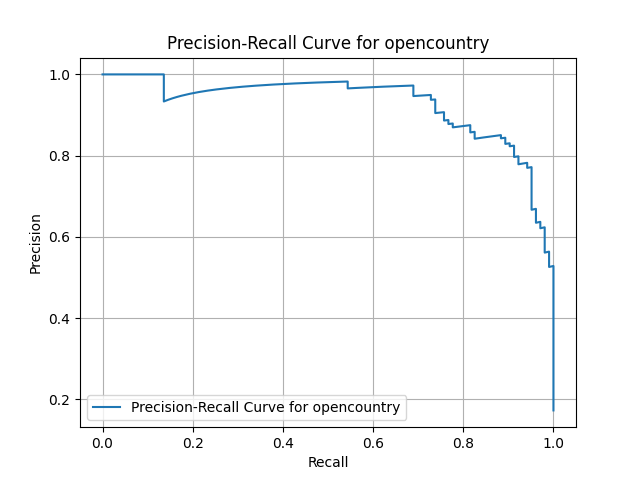 Precision-Recall Curve for opencountry
1.0
0.8
0.6
0.4
0.2
Precision
Precision-Recall Curve for opencountry
0.0 0.2 0.4 0.6 0.8 1.0
Recall